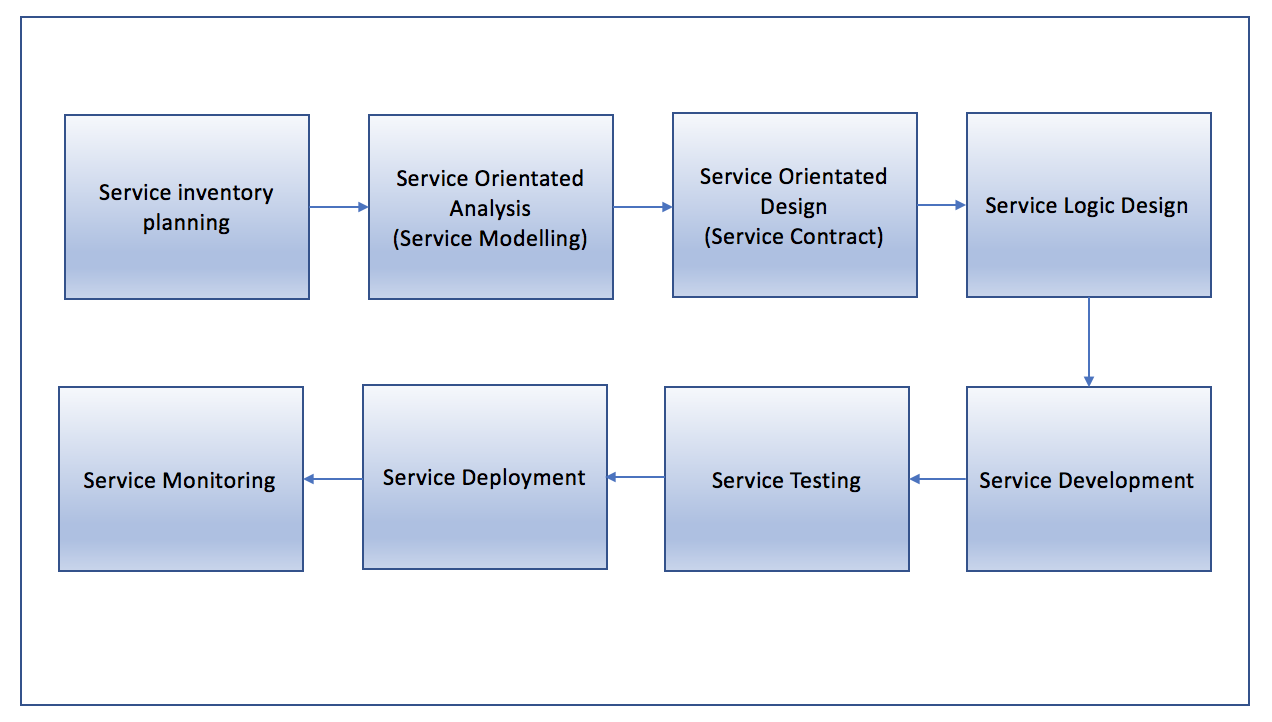 Service inventory
planning
Service Orientated
Analysis
(Service Modelling)
Service Orientated
Design
(Service Contract)
Service Logic Design
Service Development
Service Testing
Service Deployment
Service Monitoring